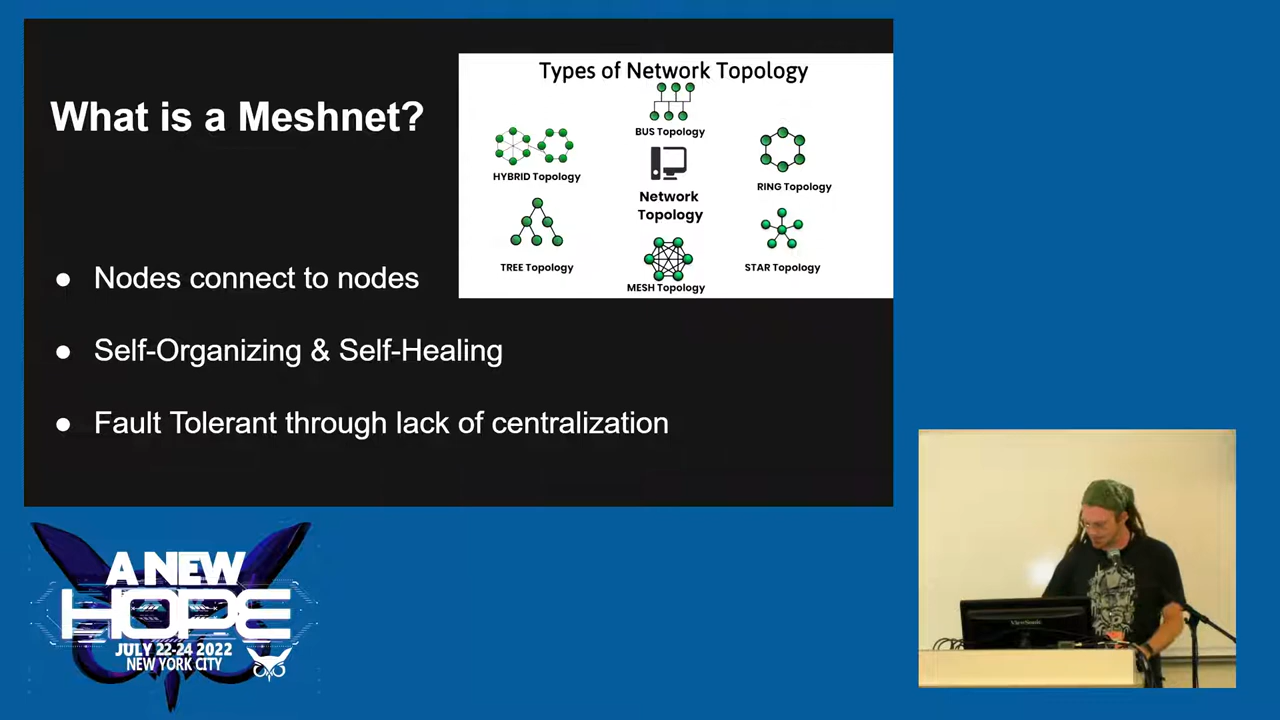 What is a Meshnet?
Types of Network Topology
BUS Topology
HYBRID Topology
RING Topology
Network
Topology
TREE Topology
STAR Topology
MESH Topology
● Nodes connect to nodes
● Self-Organizing & Self-Healing
● Fault Tolerant through lack of centralization
A NEW
HOPE
JULY 22-24 2022
NEW YORK CITY
ViewSonic